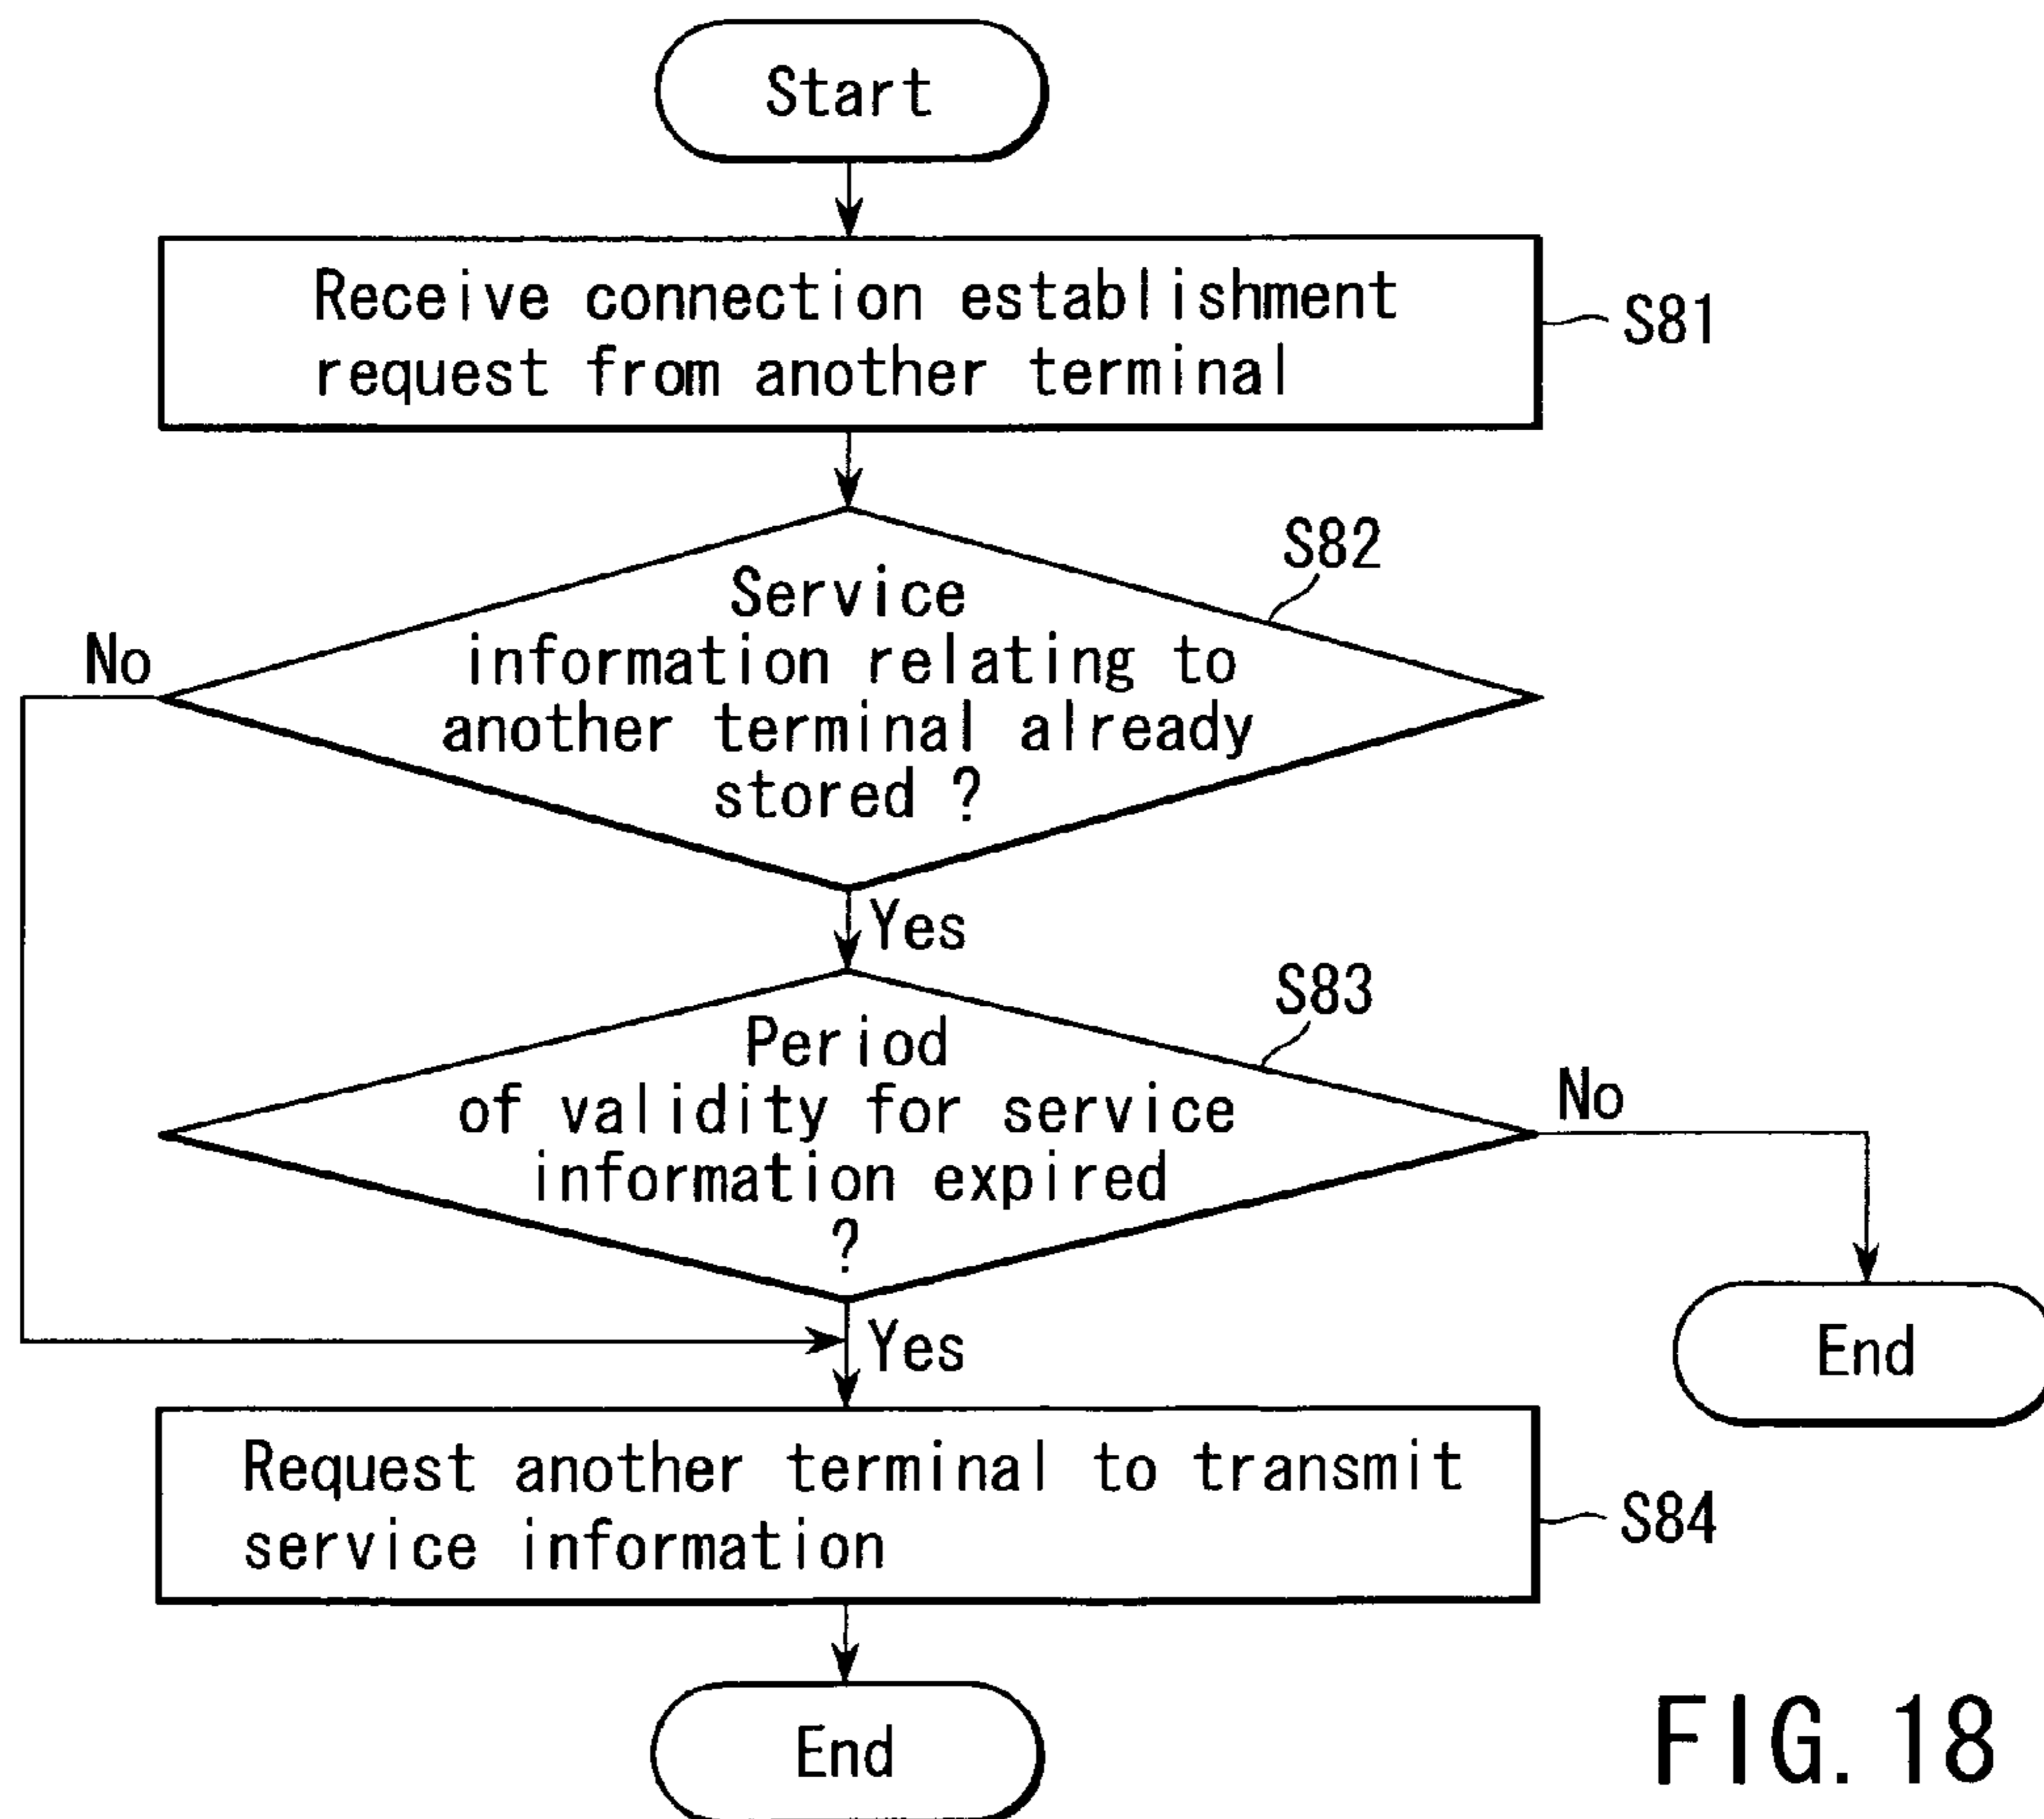 Start
Receive connection establishment
request from another terminal
S81
S82
Service
information relating to
another terminal already
stored ?
No
Yes
S83
Period
of validity for service
information expired
?
No
Yes
End
Request another terminal to transmit
service information
S84
End
FIG. 18